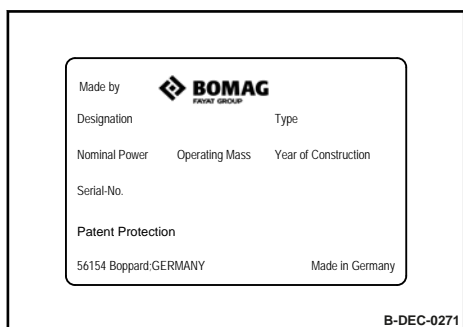 Made by BOMAG
FAYAT GROUP
Designation Type
Nominal Power Operating Mass Year of Construction
Serial-No.
Patent Protection
56154 Boppard;GERMANY Made in Germany
B-DEC-0271